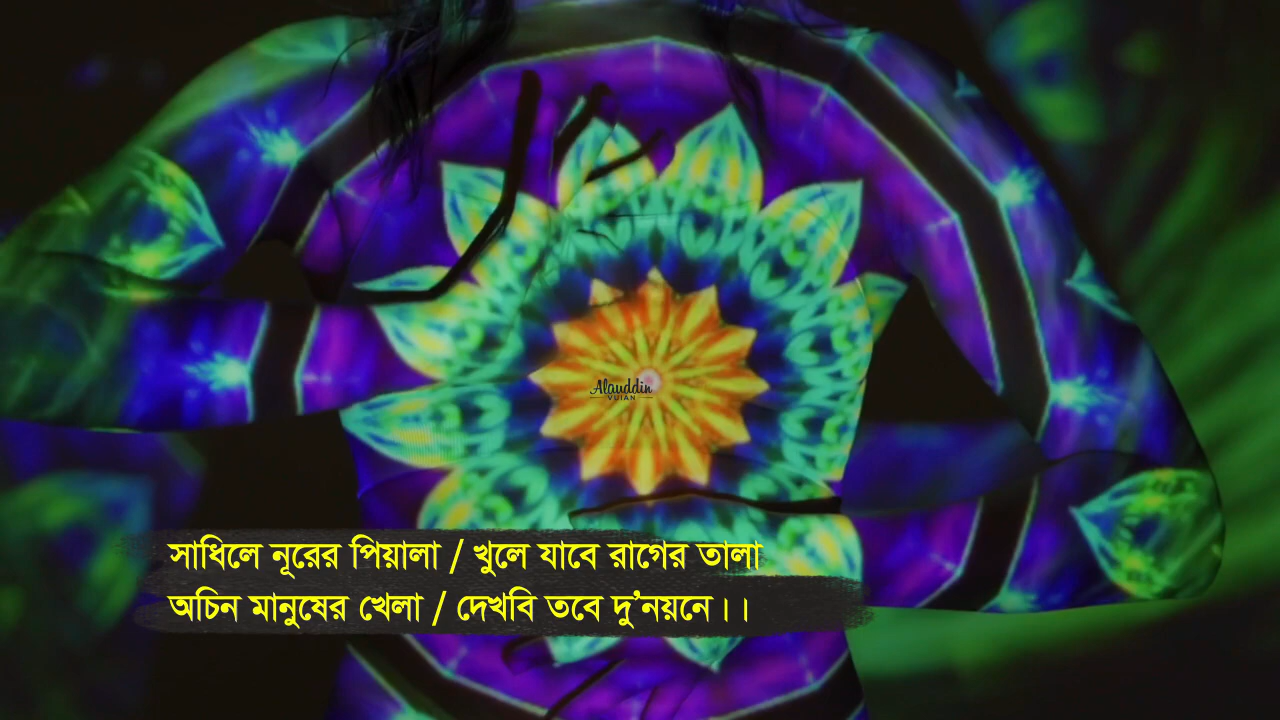 Alauddin
VUIAN
সাধিলে নূরের পিয়ালা / খুলে যাবে রাগের তালা
অচিন মানুষের খেলা / দেখবি তবে দু’নয়নে।।